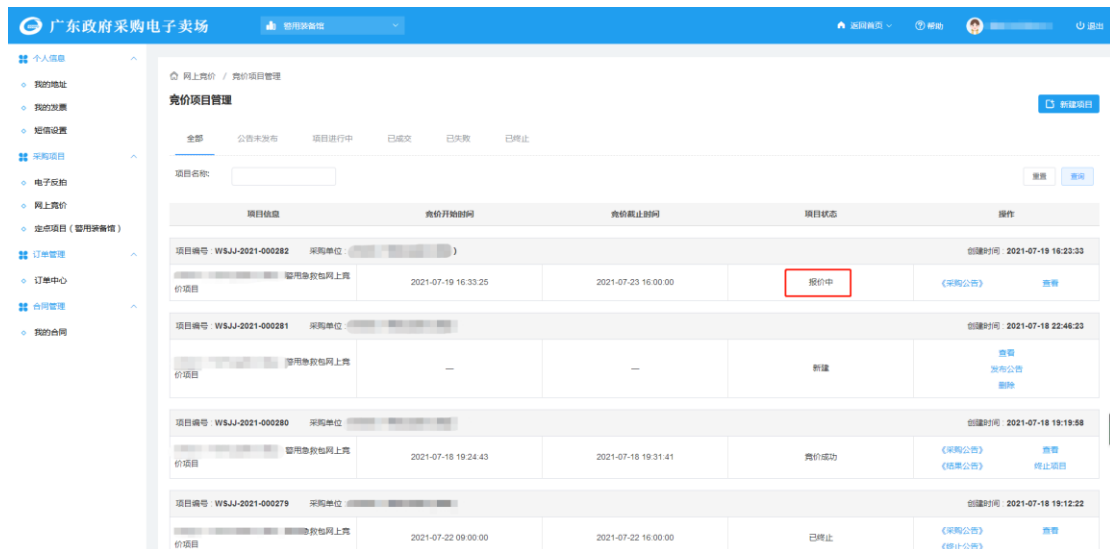 广东政府采购电子卖场 警用装备馆 返回首页 帮助 退出
个人信息
我的地址
我的发票
短信设置
采购项目
电子反拍
网上竞价
定点项目（警用装备馆）
订单管理
订单中心
合同管理
我的合同
网上竞价 / 竞价项目管理
竞价项目管理 新建项目
全部 公告未发布 项目进行中 已成交 已失败 已终止
项目名称: 重置 查询
项目信息 竞价开始时间 竞价截止时间 项目状态 操作
项目编号：WSJJ-2021-000282 采购单位： ) 创建时间：2021-07-19 16:23:33
警用急救包网上竞
价项目 2021-07-19 16:33:25 2021-07-23 16:00:00 报价中 《采购公告》 查看
项目编号：WSJJ-2021-000281 采购单位： 创建时间：2021-07-18 22:46:23
警用急救包网上竞
价项目 — — 新建 查看
发布公告
删除
项目编号：WSJJ-2021-000280 采购单位： 创建时间：2021-07-18 19:19:58
警用急救包网上竞
价项目 2021-07-18 19:24:43 2021-07-18 19:31:41 竞价成功 《采购公告》 查看
《结果公告》 终止项目
项目编号：WSJJ-2021-000279 采购单位： 创建时间：2021-07-18 19:12:22
急救包网上竞
价项目 2021-07-22 09:00:00 2021-07-22 16:00:00 已终止 《采购公告》 查看
《终止公告》